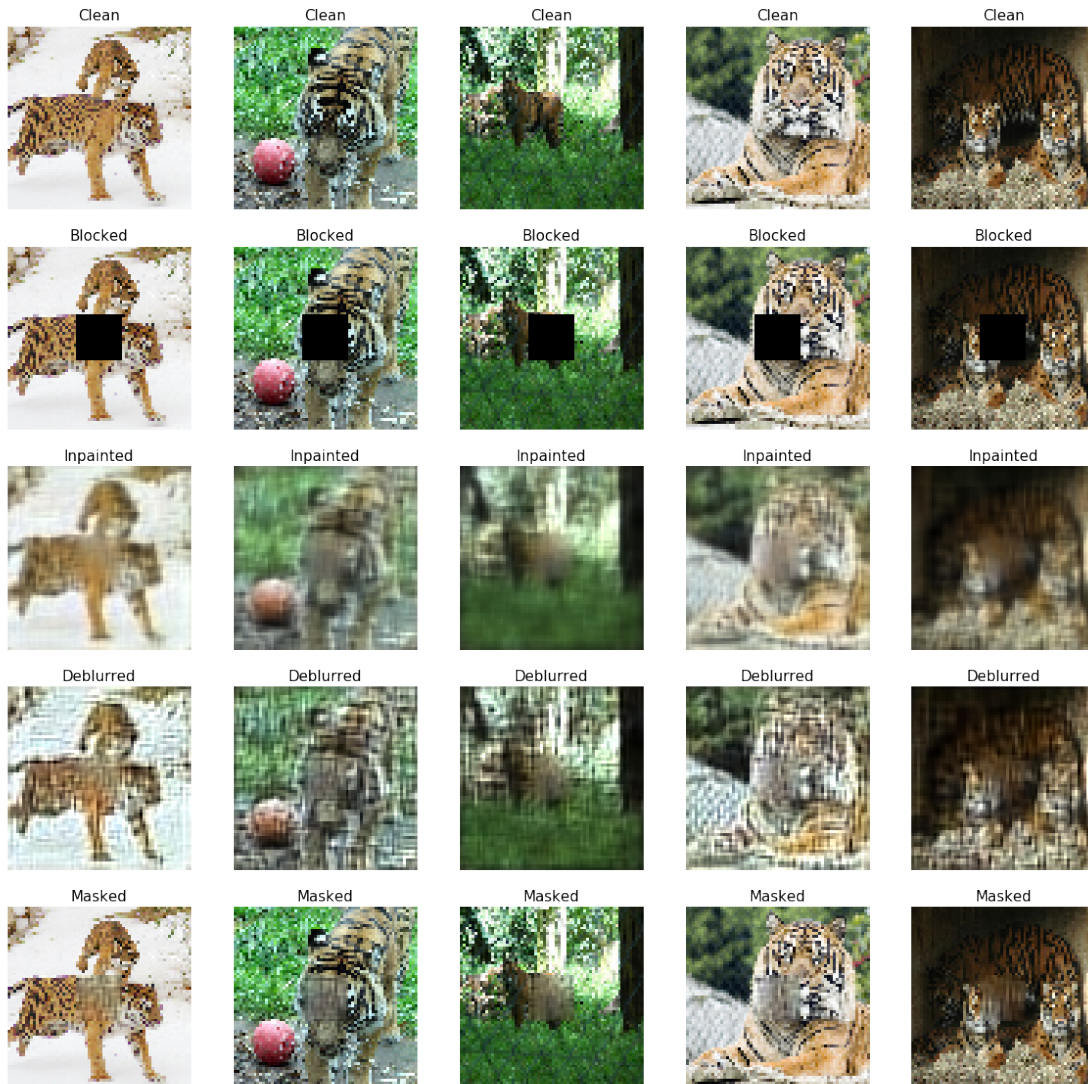 Clean Clean Clean Clean Clean
Blocked Blocked Blocked Blocked Blocked
Inpainted Inpainted Inpainted Inpainted Inpainted
Deblurred Deblurred Deblurred Deblurred Deblurred
Masked Masked Masked Masked Masked